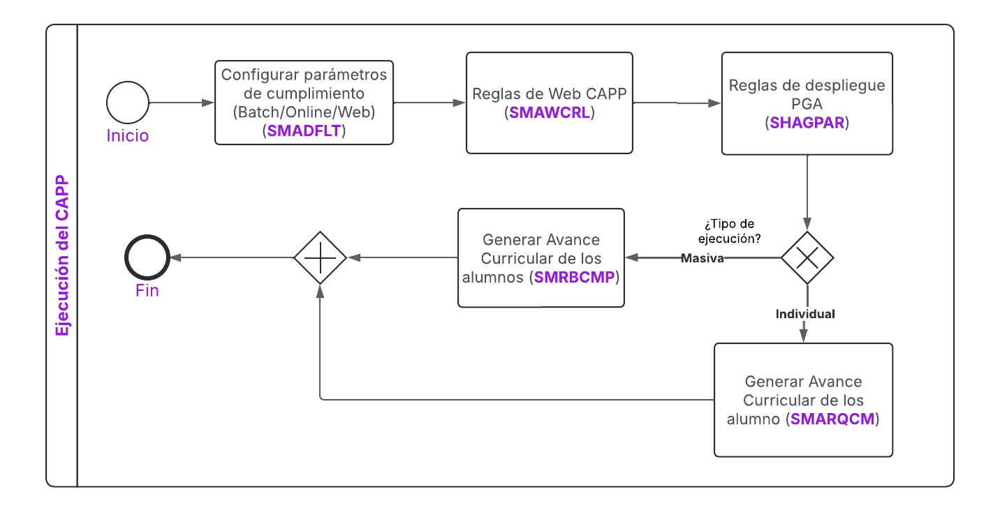 Ejecución del CAPP
Inicio
Configurar parámetros
de cumplimiento
(Batch/Online/Web)
(SMADFLT)
Reglas de Web CAPP
(SMAWCRL)
Reglas de despliegue
PGA
(SHAGPAR)
¿Tipo de
ejecución?
Masiva
Individual
Generar Avance
Curricular de los
alumnos (SMRBCMP)
Generar Avance
Curricular de los
alumno (SMARQCM)
Fin